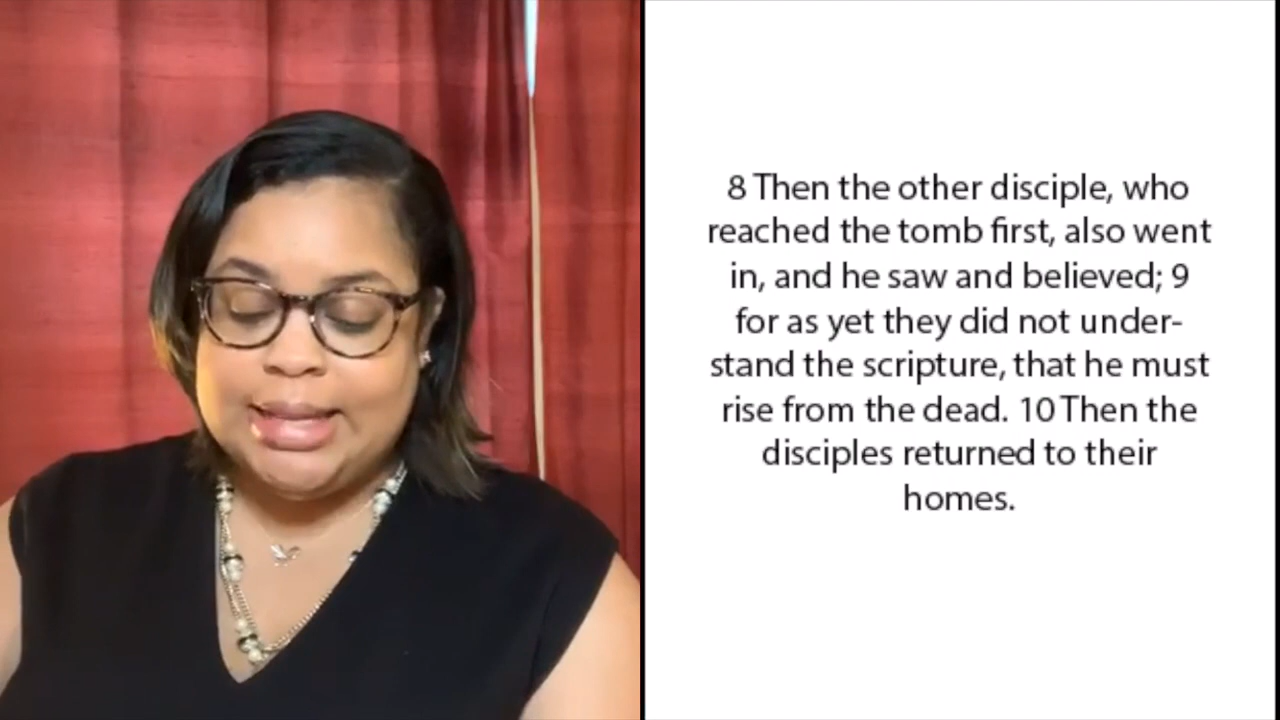 8 Then the other disciple, who
reached the tomb first, also went
in, and he saw and believed; 9
for as yet they did not under-
stand the scripture, that he must
rise from the dead. 10 Then the
disciples returned to their
homes.